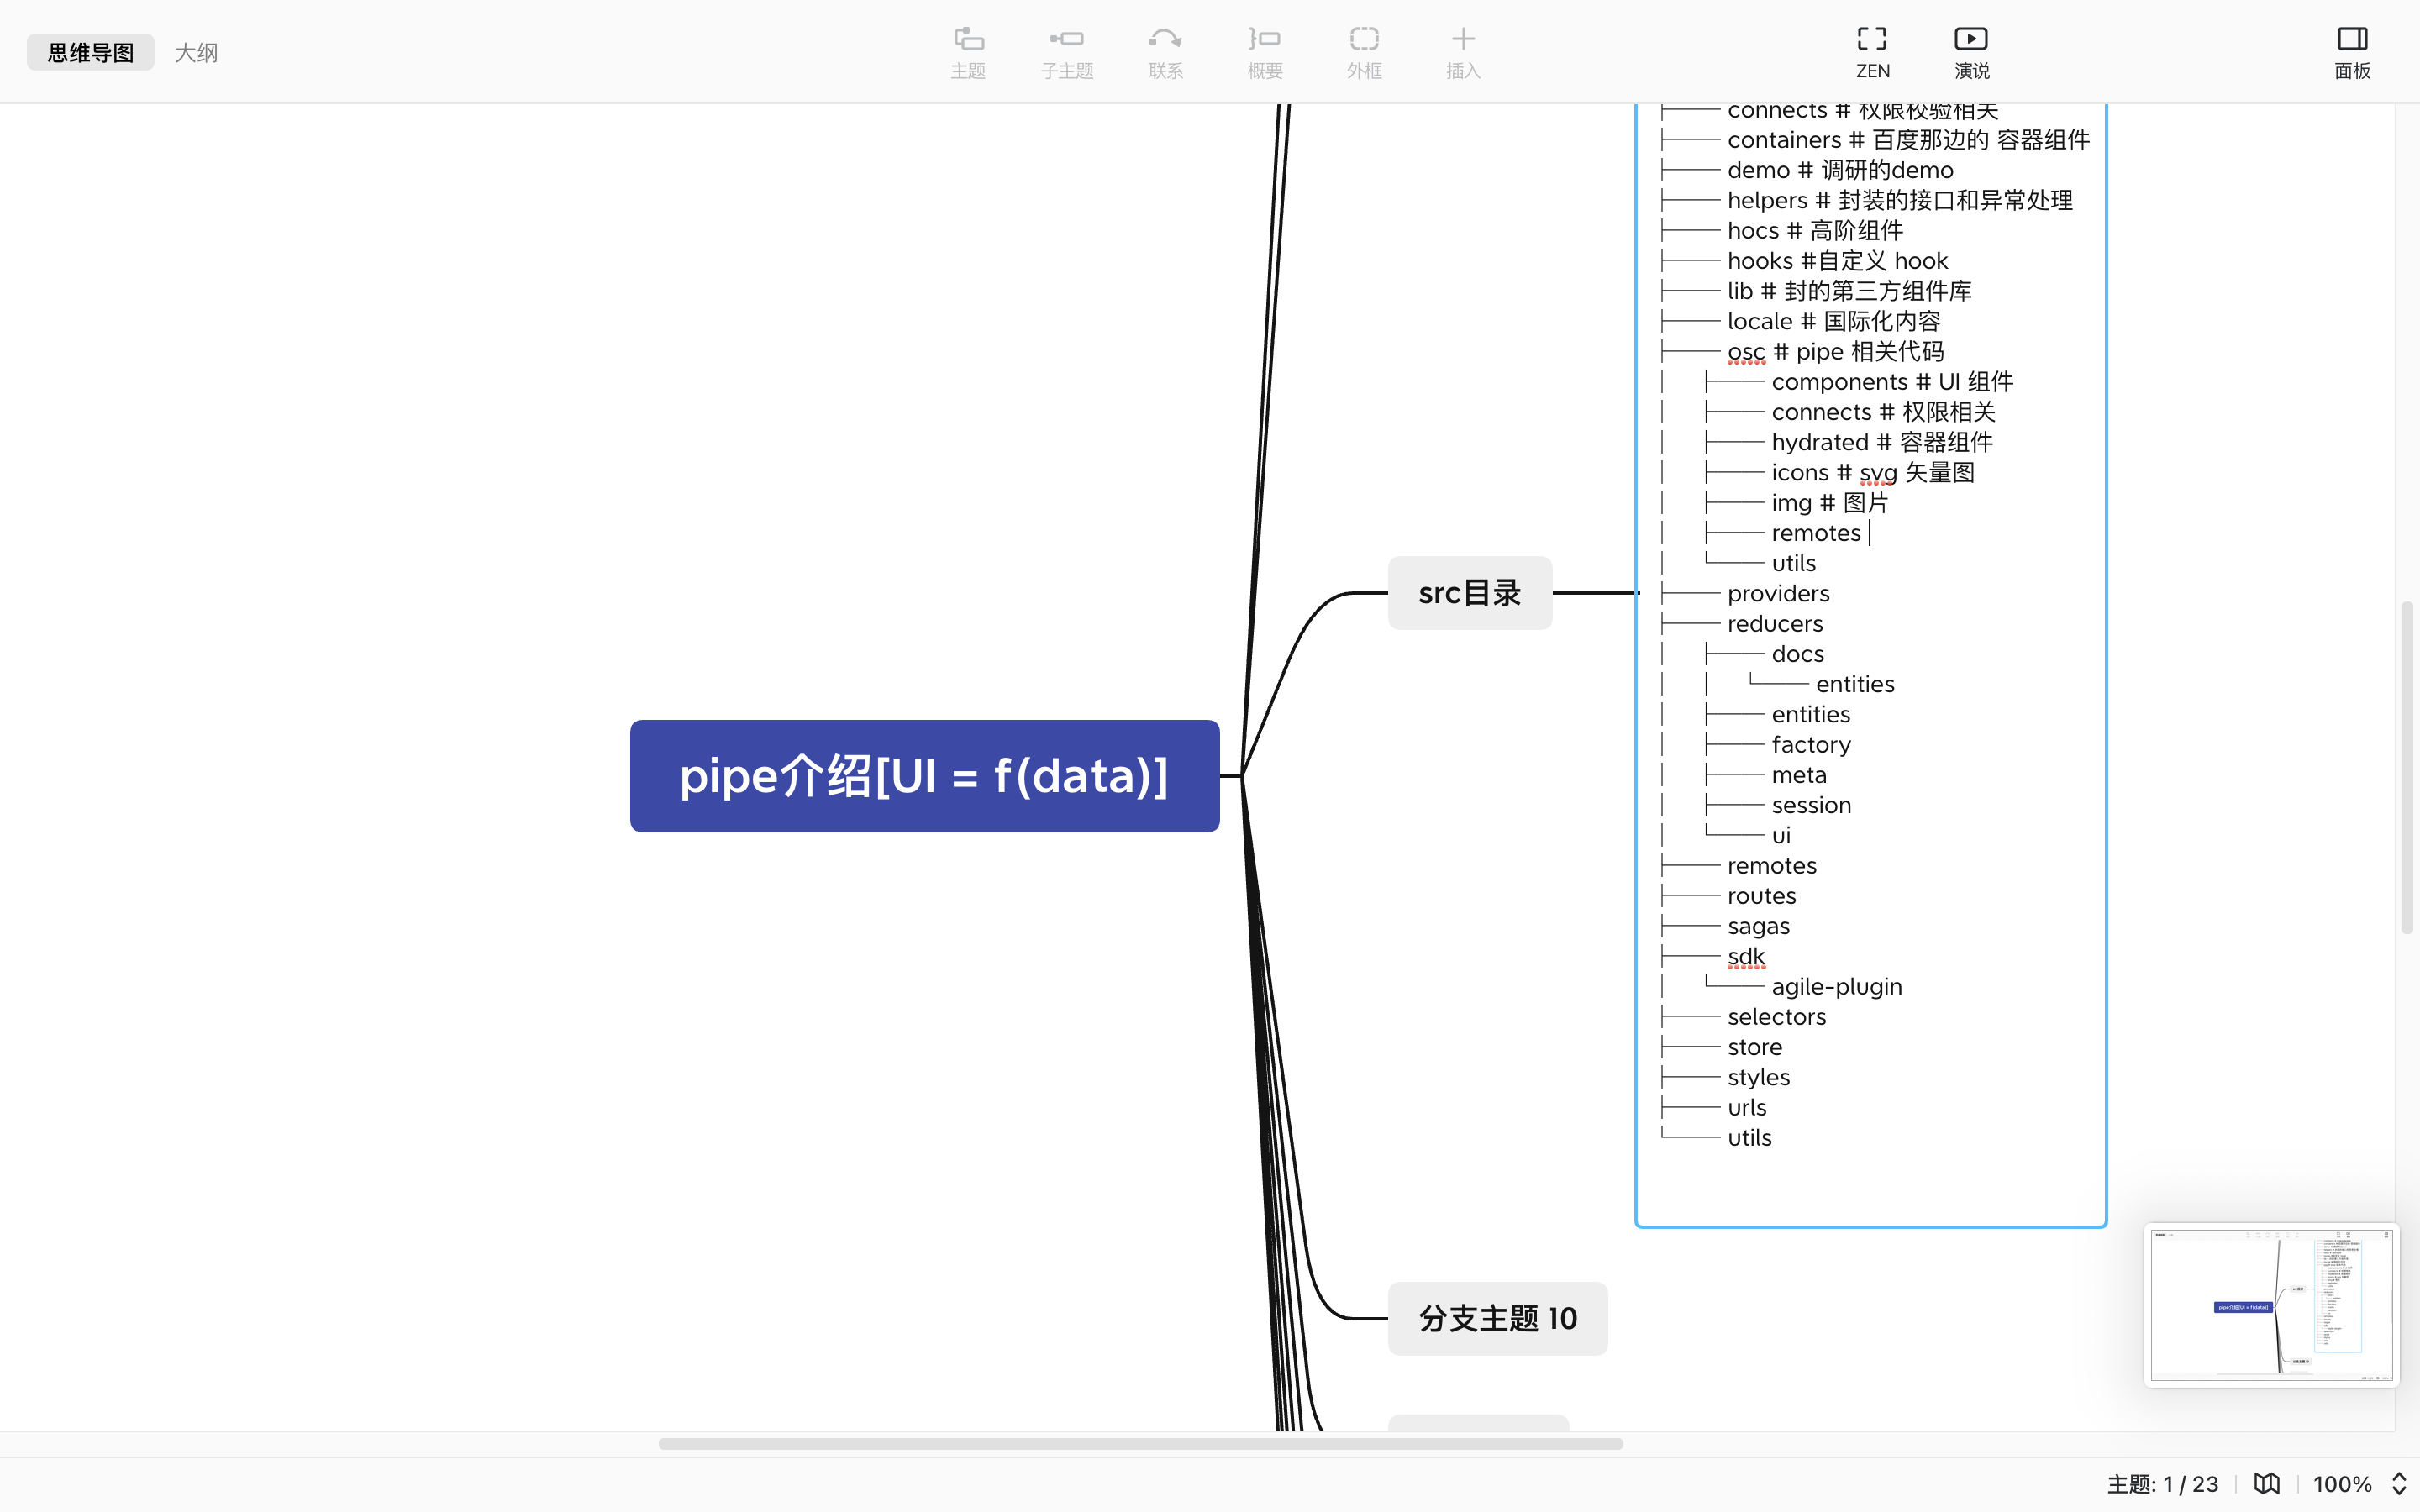 思维导图 大纲 主题 子主题 联系 概要 外框 插入 ZEN 演说 面板
├── connects # 权限校验相关
├── containers # 百度那边的 容器组件
├── demo # 调研的demo
├── helpers # 封装的接口和异常处理
├── hocs # 高阶组件
├── hooks #自定义 hook
├── lib # 封的第三方组件库
├── locale # 国际化内容
├── osc # pipe 相关代码
│ ├── components # UI 组件
│ ├── connects # 权限相关
│ ├── hydrated # 容器组件
│ ├── icons # svg 矢量图
│ ├── img # 图片
│ ├── remotes
│ └── utils
src目录
├── providers
├── reducers
│ ├── docs
│ │ └── entities
│ ├── entities
│ ├── factory
pipe介绍[UI = f(data)]
│ ├── meta
│ ├── session
│ └── ui
├── remotes
├── routes
├── sagas
├── sdk
│ └── agile-plugin
├── selectors
├── store
├── styles
├── urls
└── utils
分支主题 10
主题: 1 / 23 100%